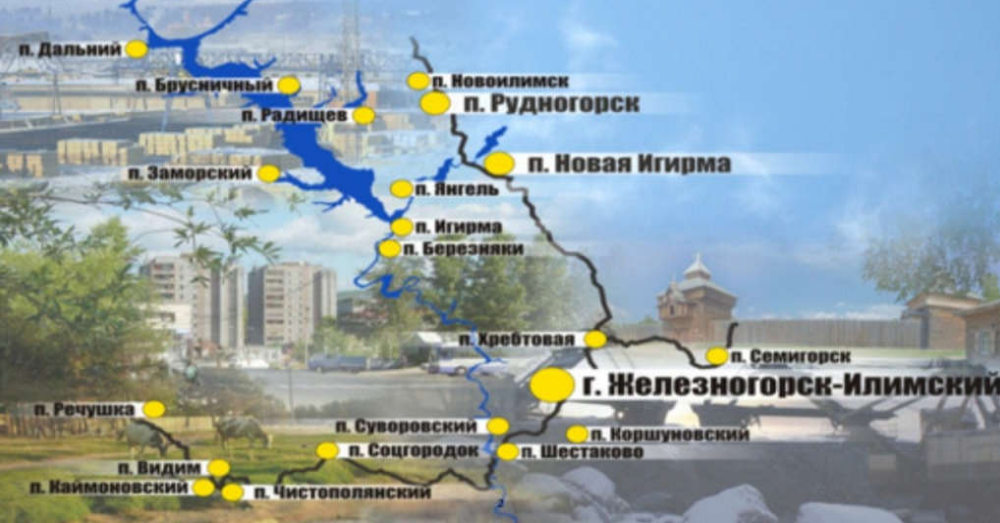 п. Дальний
п. Брусничный
п. Новоилимск
п. Рудногорск
п. Радищев
п. Новая Игирма
п. Заморский
п. Янгель
п. Игирма
п. Березняки
п. Хребтовая
п. Семигорск
г. Железногорск-Илимский
п. Речушка
п. Суворовский
п. Коршуновский
п. Соцгородок
п. Шестаково
п. Видим
п. Каймоновский
п. Чистополянский